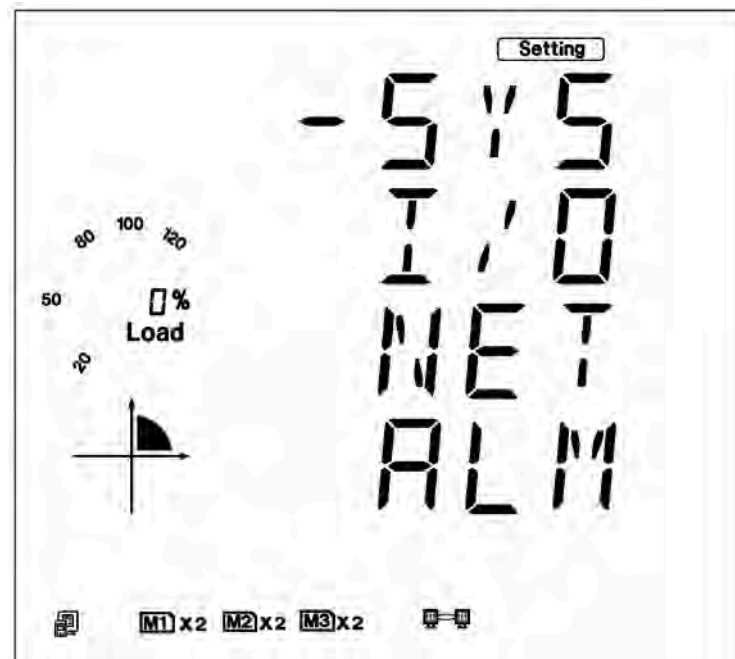 Setting
- SYS
I/O
80 100 120
50 0%
Load
NET
20
ALM
M1 X2 M2 X2 M3 X2